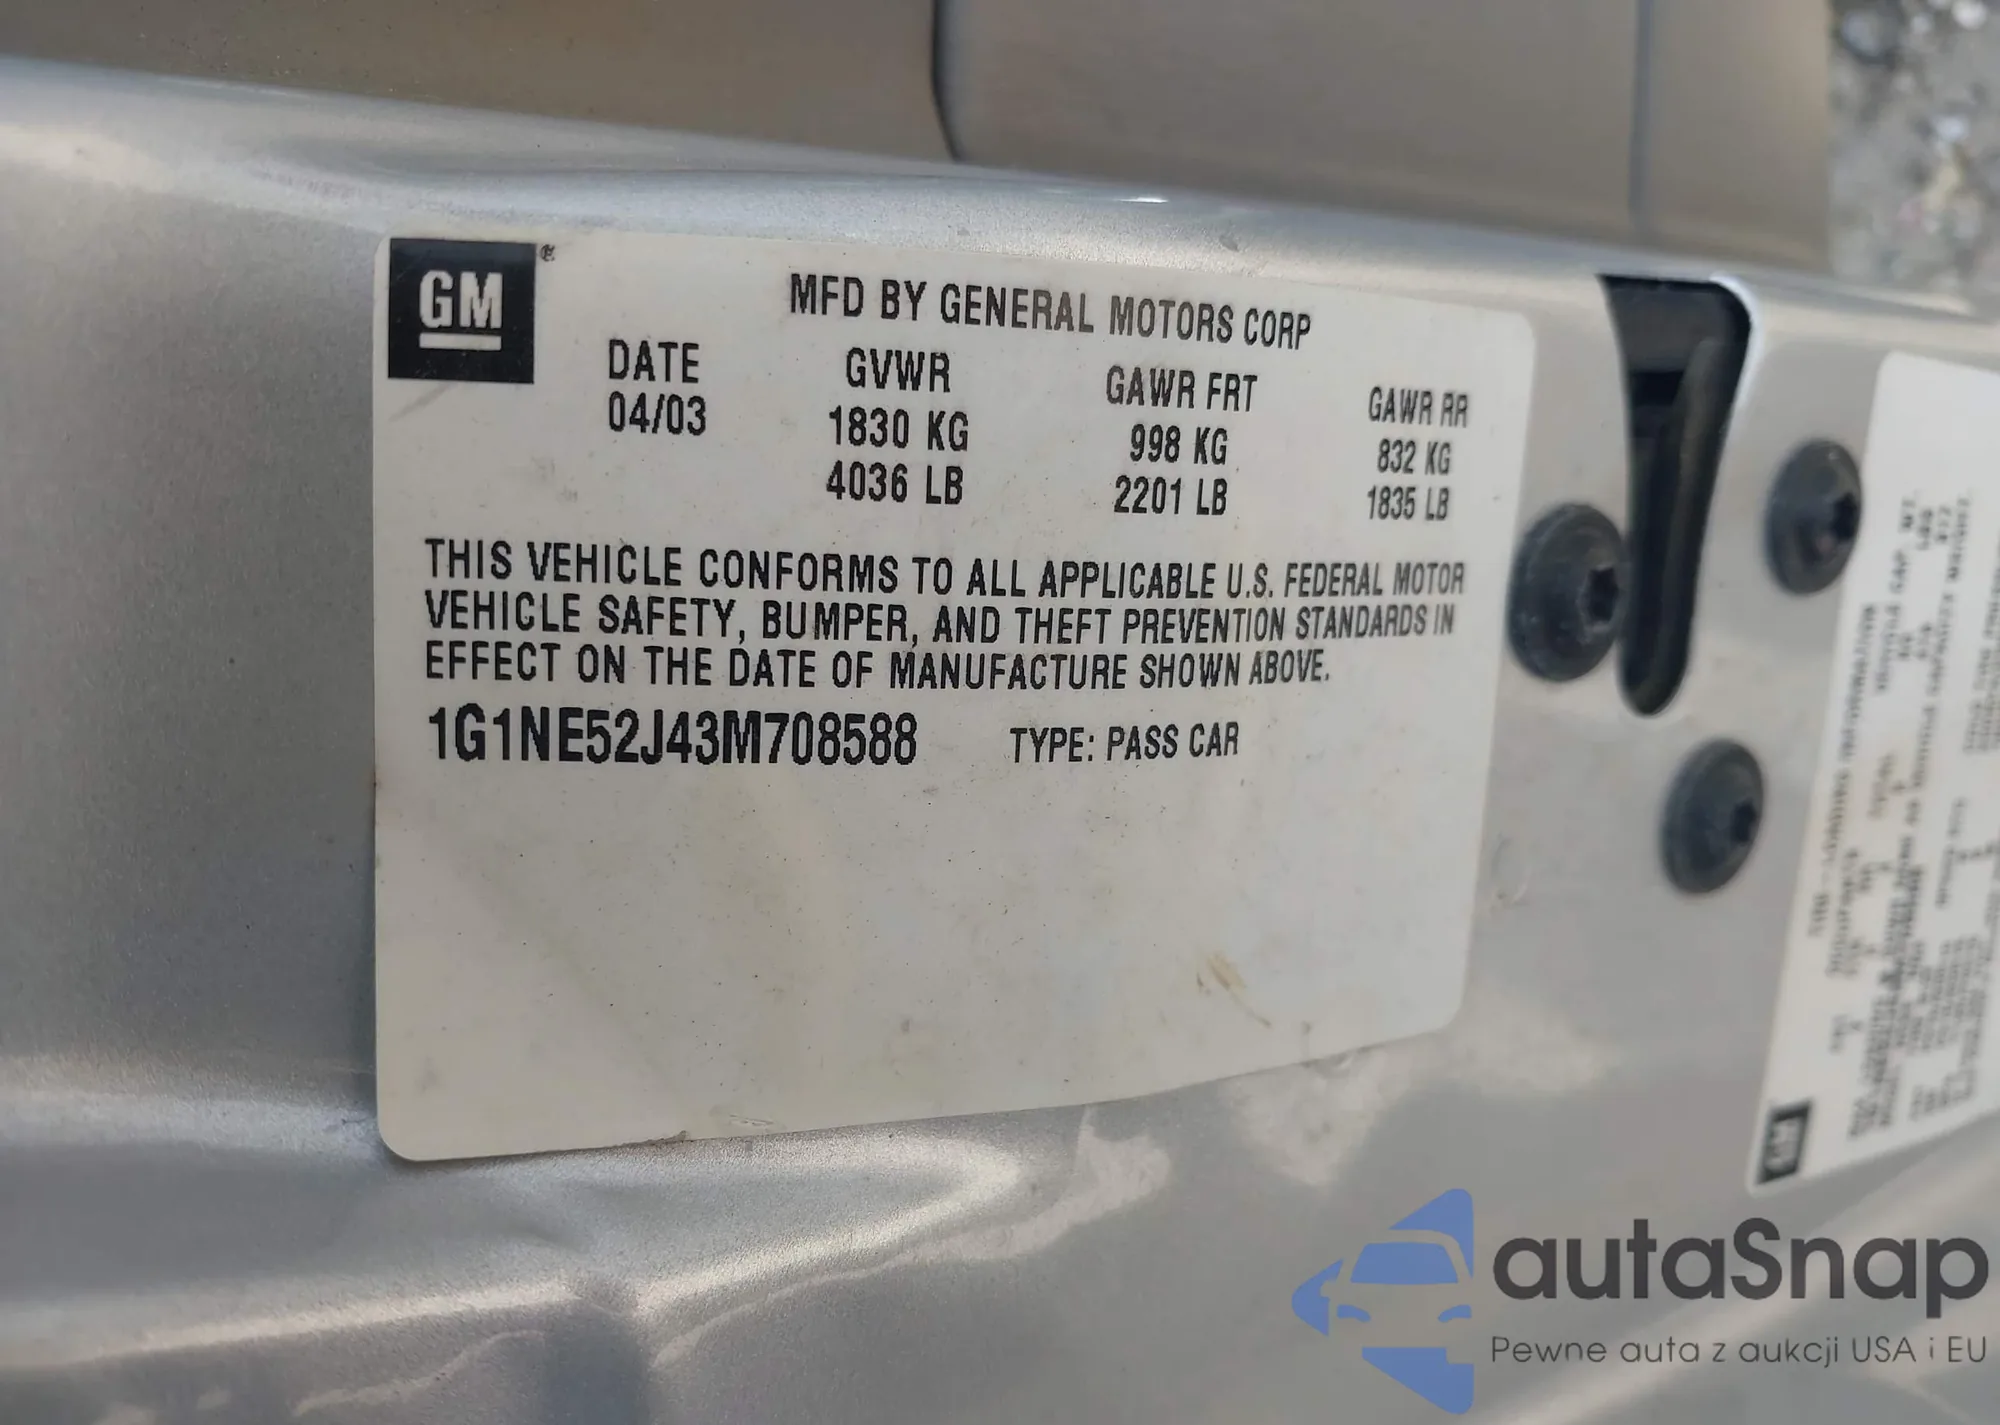 GM
MFD BY GENERAL MOTORS CORP
DATE GVWR GAWR FRT GAWR RR
04/03 1830 KG 998 KG 832 KG
4036 LB 2201 LB 1835 LB
THIS VEHICLE CONFORMS TO ALL APPLICABLE U.S. FEDERAL MOTOR
VEHICLE SAFETY, BUMPER, AND THEFT PREVENTION STANDARDS IN
EFFECT ON THE DATE OF MANUFACTURE SHOWN ABOVE.
1G1NE52J43M708588 TYPE: PASS CAR
autaSnap
Pewne auta z aukcji USA i EU